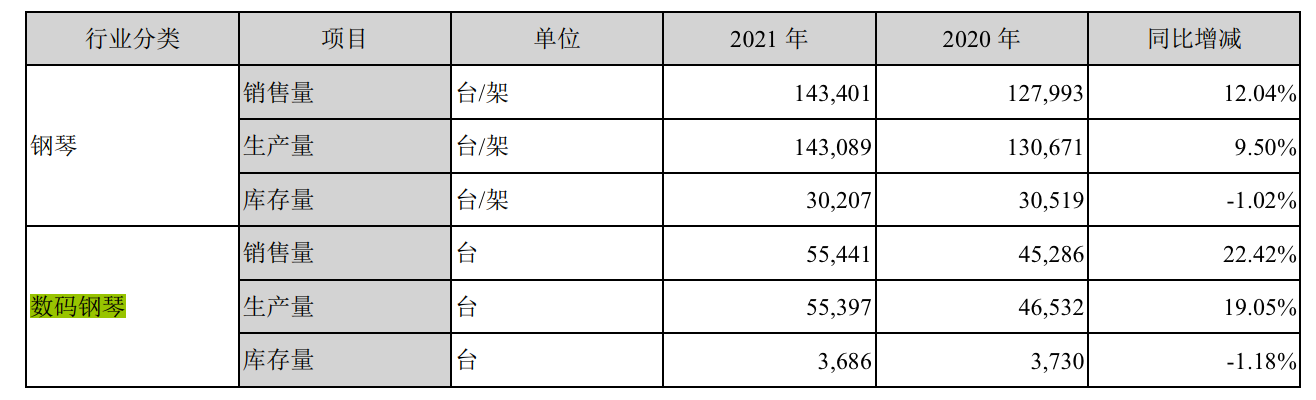 行业分类 项目 单位 2021 年 2020 年 同比增减
钢琴 销售量 台/架 143,401 127,993 12.04%
生产量 台/架 143,089 130,671 9.50%
库存量 台/架 30,207 30,519 -1.02%
数码钢琴 销售量 台 55,441 45,286 22.42%
生产量 台 55,397 46,532 19.05%
库存量 台 3,686 3,730 -1.18%